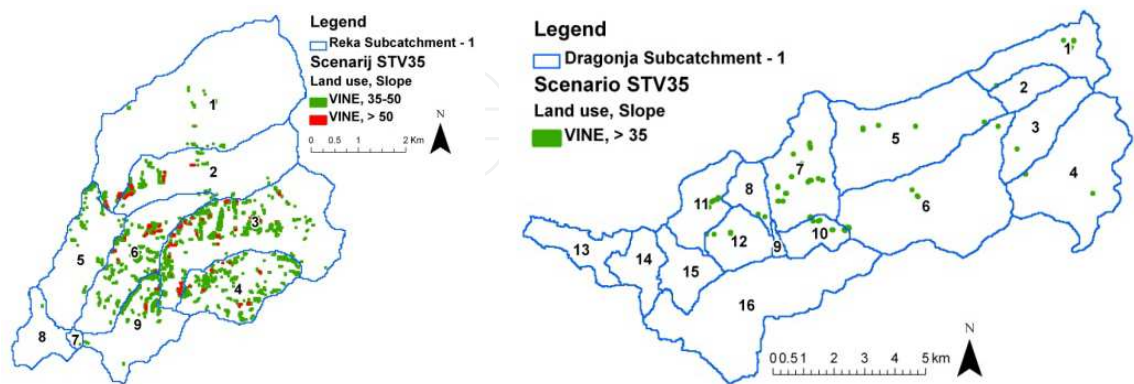 Legend
Reka Subcatchment - 1
Scenarij STV35
Land use, Slope
VINE, 35-50
VINE, > 50
N
0 0.5 1 2 Km
1
2
3
4
5
6
7
8
9
Legend
Dragonja Subcatchment - 1
Scenario STV35
Land use, Slope
VINE, > 35
1
2
3
4
5
6
7
8
9
10
11
12
13
14
15
16
N
0 0.5 1 2 3 4 5 km